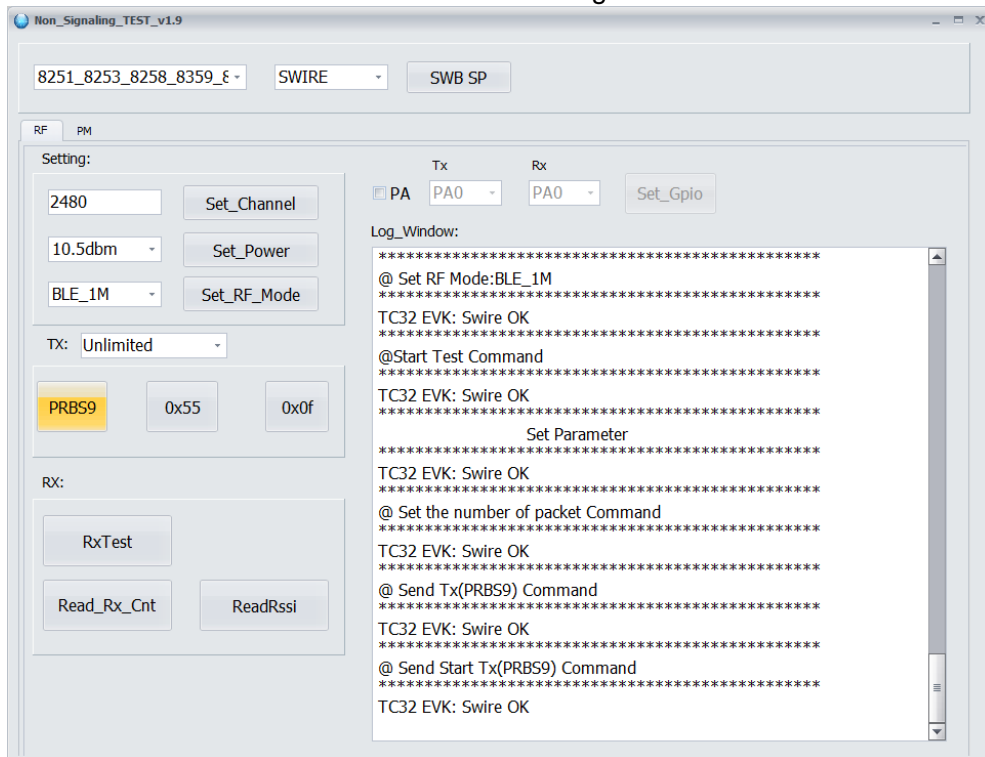 Non_Signaling_TEST_v1.9
8251_8253_8258_8359_8
SWIRE
SWB SP
RF
PM
Setting:
2480
Set_Channel
10.5dbm
Set_Power
BLE_1M
Set_RF_Mode
TX: Unlimited
PRBS9
0x55
0x0f
RX:
RxTest
Read_Rx_Cnt
ReadRssi
Tx
Rx
PA
PA0
PA0
Set_Gpio
Log_Window:
************************************************
@ Set RF Mode:BLE_1M
************************************************
TC32 EVK: Swire OK
************************************************
@Start Test Command
************************************************
TC32 EVK: Swire OK
************************************************
Set Parameter
************************************************
TC32 EVK: Swire OK
************************************************
@ Set the number of packet Command
************************************************
TC32 EVK: Swire OK
************************************************
@ Send Tx(PRBS9) Command
************************************************
TC32 EVK: Swire OK
************************************************
@ Send Start Tx(PRBS9) Command
************************************************
TC32 EVK: Swire OK